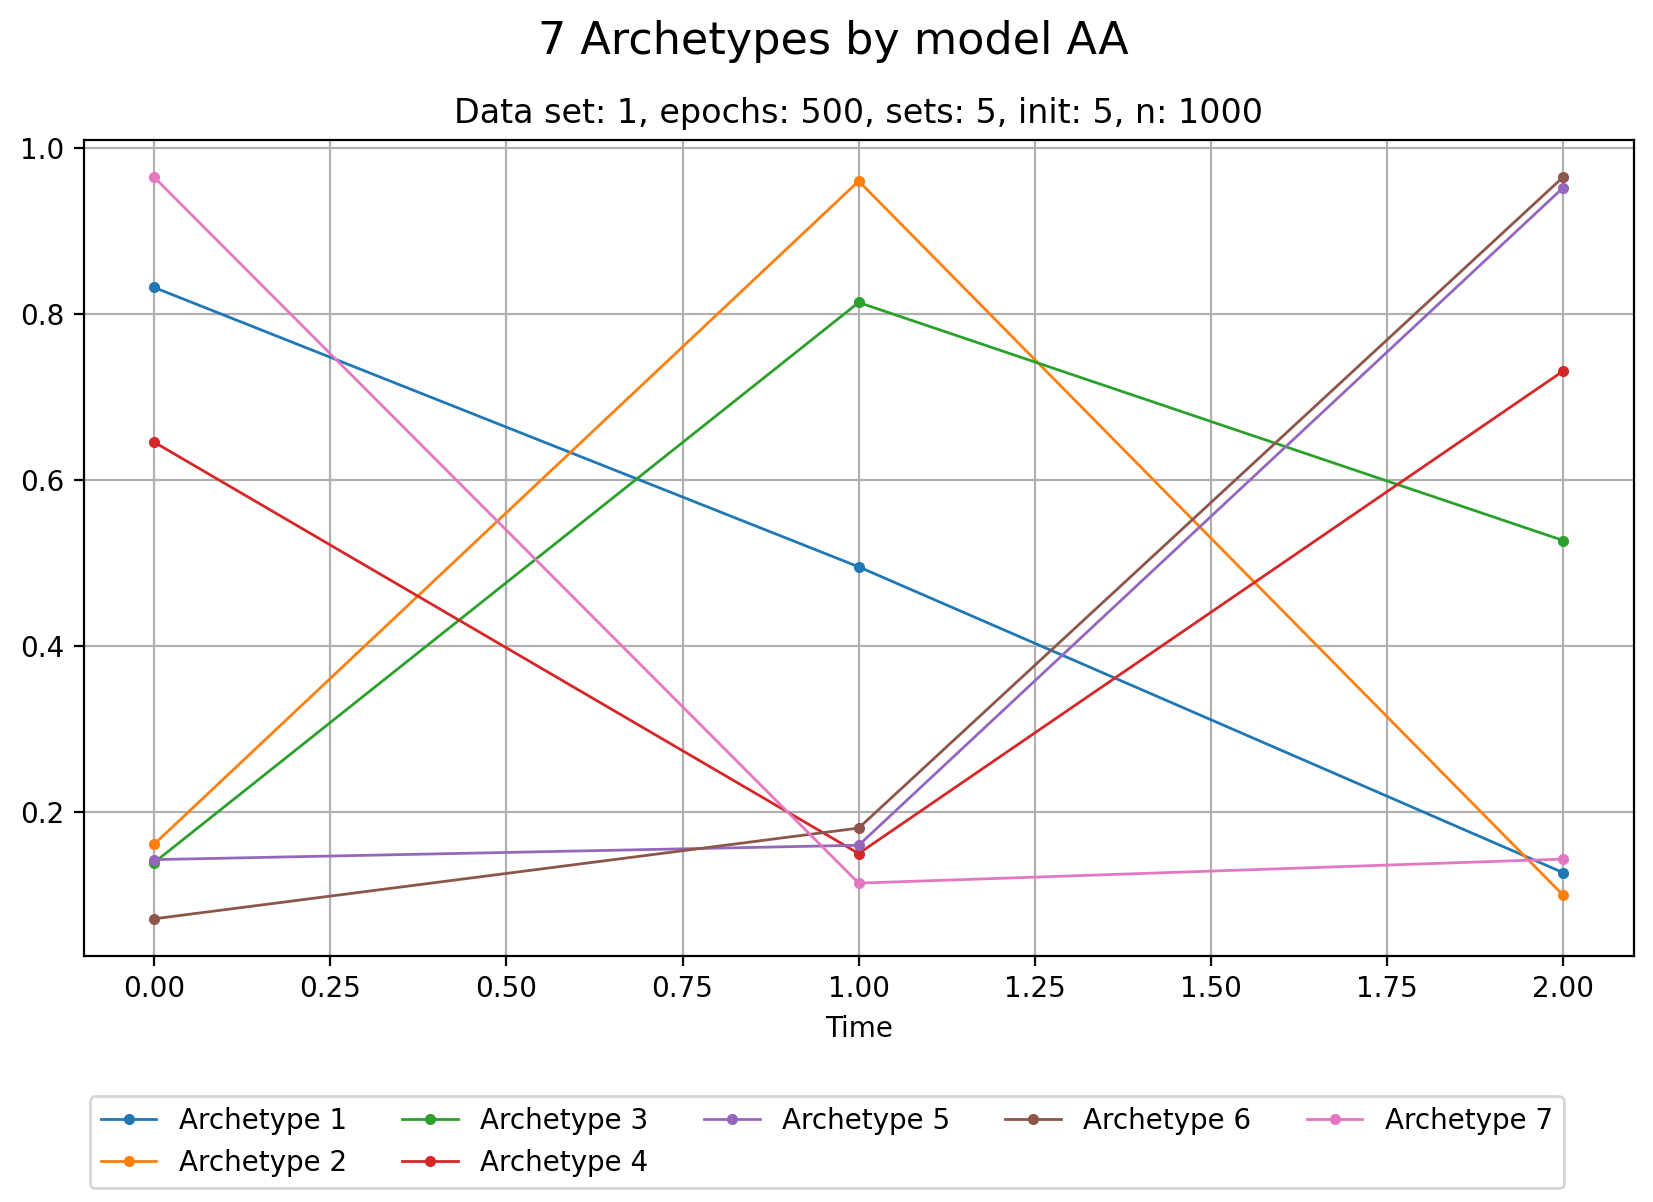 7 Archetypes by model AA
Data set: 1, epochs: 500, sets: 5, init: 5, n: 1000
1.0
0.8
0.6
0.4
0.2
0.00 0.25 0.50 0.75 1.00 1.25 1.50 1.75 2.00
Time
Archetype 1 Archetype 3 Archetype 5 Archetype 6 Archetype 7
Archetype 2 Archetype 4